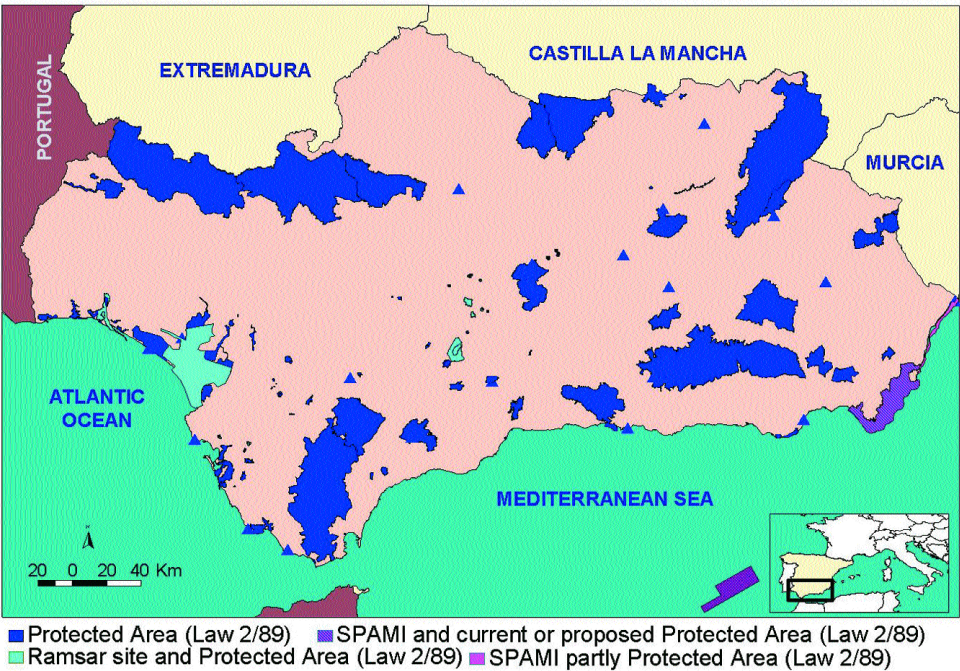 EXTREMADURA
CASTILLA LA MANCHA
PORTUGAL
MURCIA
ATLANTIC
OCEAN
MEDITERRANEAN SEA
N
20 0 20 40 Km
Protected Area (Law 2/89)
SPAMI and current or proposed Protected Area (Law 2/89)
Ramsar site and Protected Area (Law 2/89)
SPAMI partly Protected Area (Law 2/89)